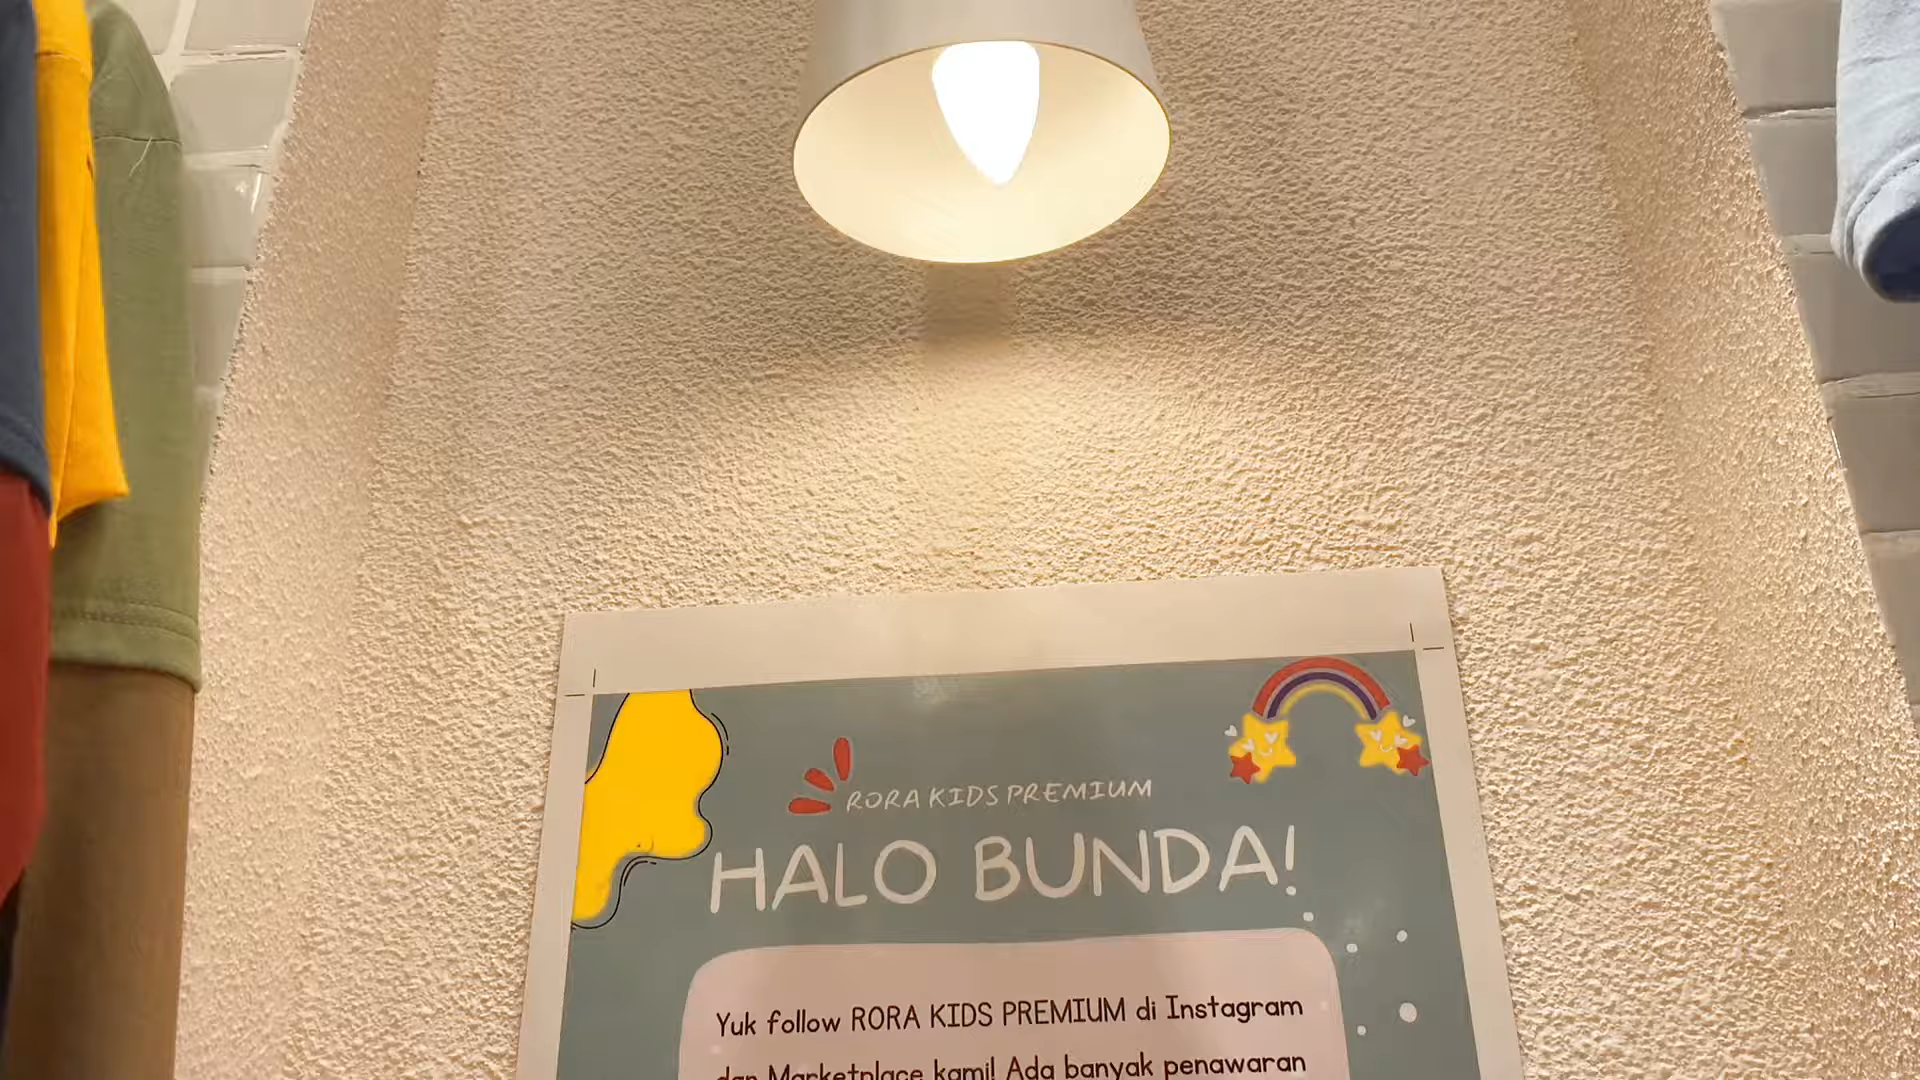 RORA KIDS PREMIUM
HALO BUNDA!
Yuk follow RORA KIDS PREMIUM di Instagram
dan Marketplace kami! Ada banyak penawaran